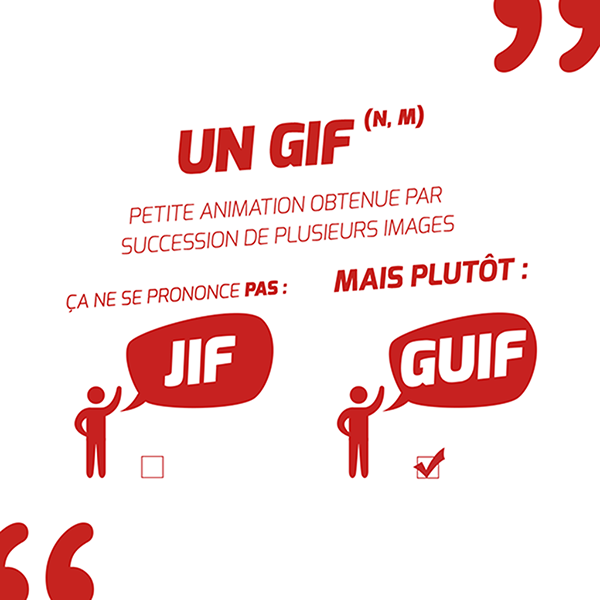 UN GIF (N, M)
PETITE ANIMATION OBTENUE PAR
SUCCESSION DE PLUSIEURS IMAGES
ÇA NE SE PRONONCE PAS :
JIF
MAIS PLUTÔT :
GUIF